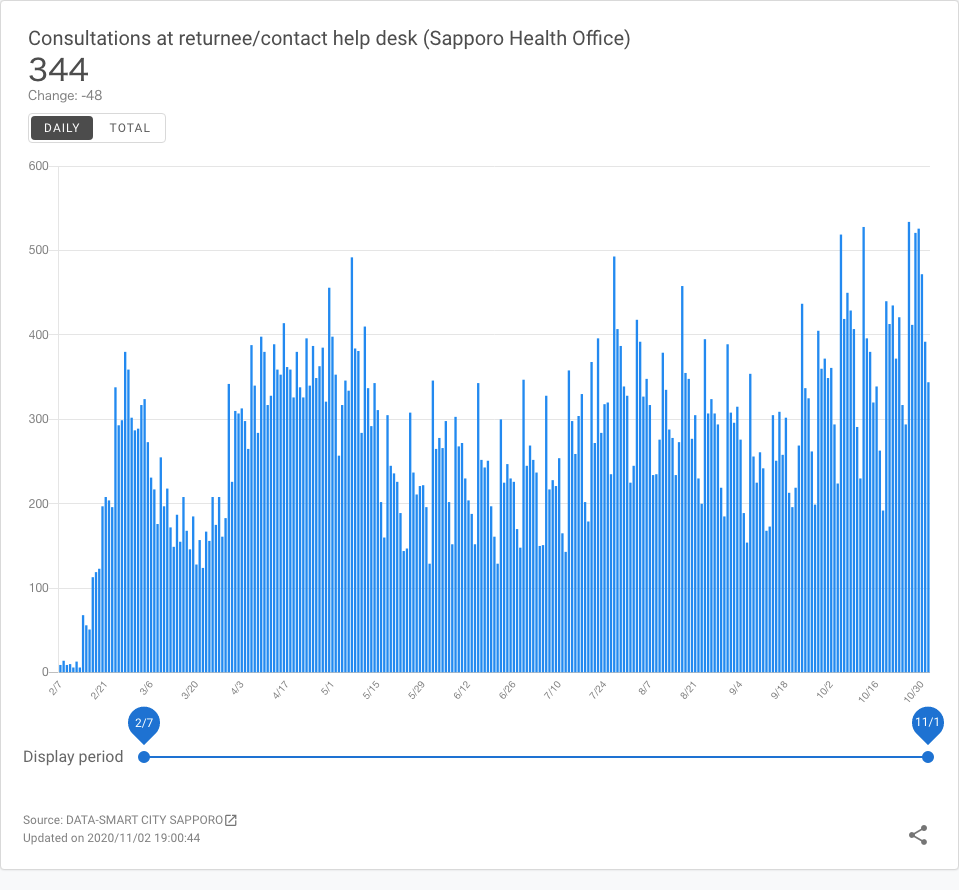 Consultations at returnee/contact help desk (Sapporo Health Office)
344
Change: -48
DAILY TOTAL
600
500
400
300
200
100
0
2/7 2/21 3/6 3/20 4/3 4/17 5/1 5/15 5/29 6/12 6/26 7/10 7/24 8/7 8/21 9/4 9/18 10/2 10/16 10/30
2/7 11/1
Display period
Source: DATA-SMART CITY SAPPORO
Updated on 2020/11/02 19:00:44